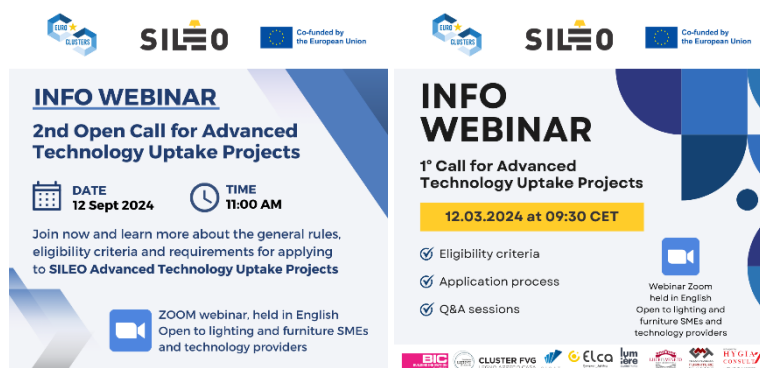 EURO
CLUSTERS
SILEO
Co-funded by
the European Union
INFO WEBINAR
2nd Open Call for Advanced
Technology Uptake Projects
DATE
12 Sept 2024
TIME
11:00 AM
Join now and learn more about the general rules,
eligibility criteria and requirements for applying
to SILEO Advanced Technology Uptake Projects
ZOOM webinar, held in English
Open to lighting and furniture SMEs
and technology providers
EURO
CLUSTERS
SILEO
Co-funded by
the European Union
INFO
WEBINAR
1° Call for Advanced
Technology Uptake Projects
12.03.2024 at 09:30 CET
Eligibility criteria
Application process
Q&A sessions
Webinar Zoom
held in English
Open to lighting and
furniture SMEs and
technology providers
BIC
CLUSTER FVG
Elca
HYGIA
CONSULT